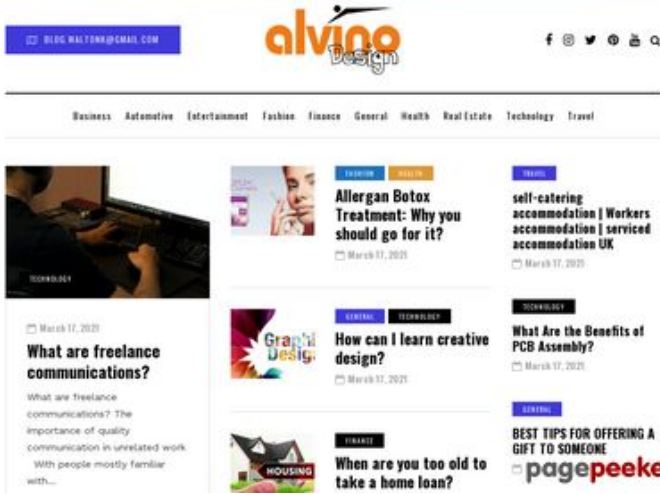 BLOG.WALTONK@GMAIL.COM
alvino
Design
Business Automotive Entertainment Fashion Finance General Health Real Estate Technology Travel
TECHNOLOGY
March 17, 2021
What are freelance
communications?
What are freelance
communications? The
importance of quality
communication in unrelated work
With people mostly familiar
with...
FASHION HEALTH
Allergan Botox
Treatment: Why you
should go for it?
March 17, 2021
Graphi
Desig
GENERAL TECHNOLOGY
How can I learn creative
design?
March 17, 2021
HOUSING
FINANCE
When are you too old to
take a home loan?
TRAVEL
self-catering
accommodation | Workers
accommodation | serviced
accommodation UK
March 17, 2021
TECHNOLOGY
What Are the Benefits of
PCB Assembly?
March 17, 2021
GENERAL
BEST TIPS FOR OFFERING A
GIFT TO SOMEONE
pagepeeke